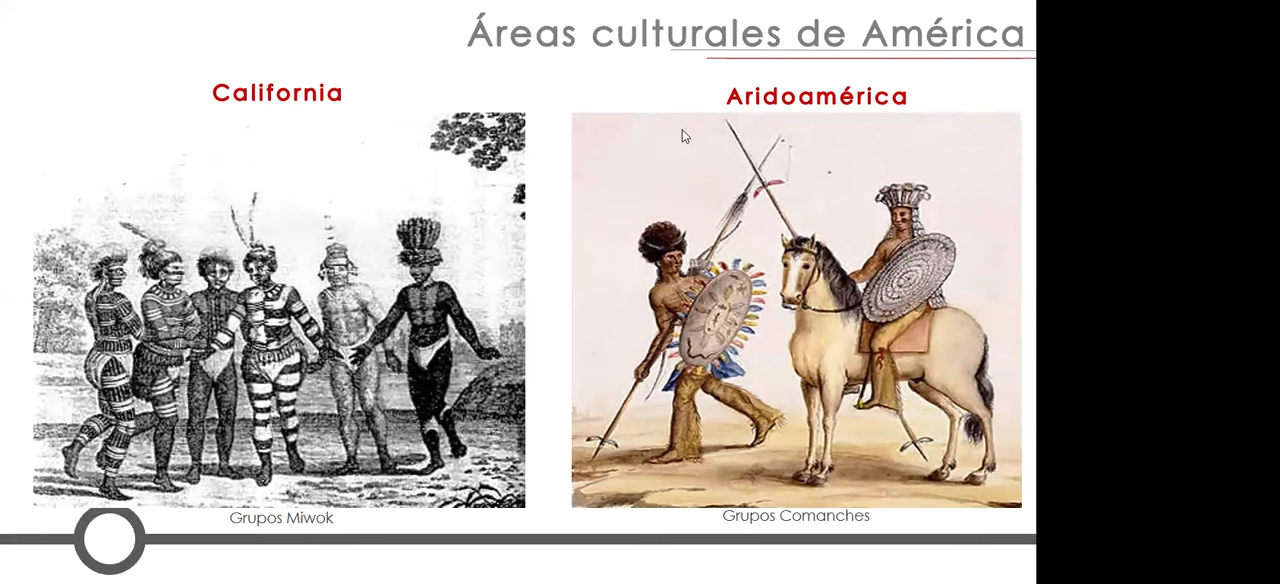 Áreas culturales de América
California
Aridoamérica
Grupos Miwok
Grupos Comanches